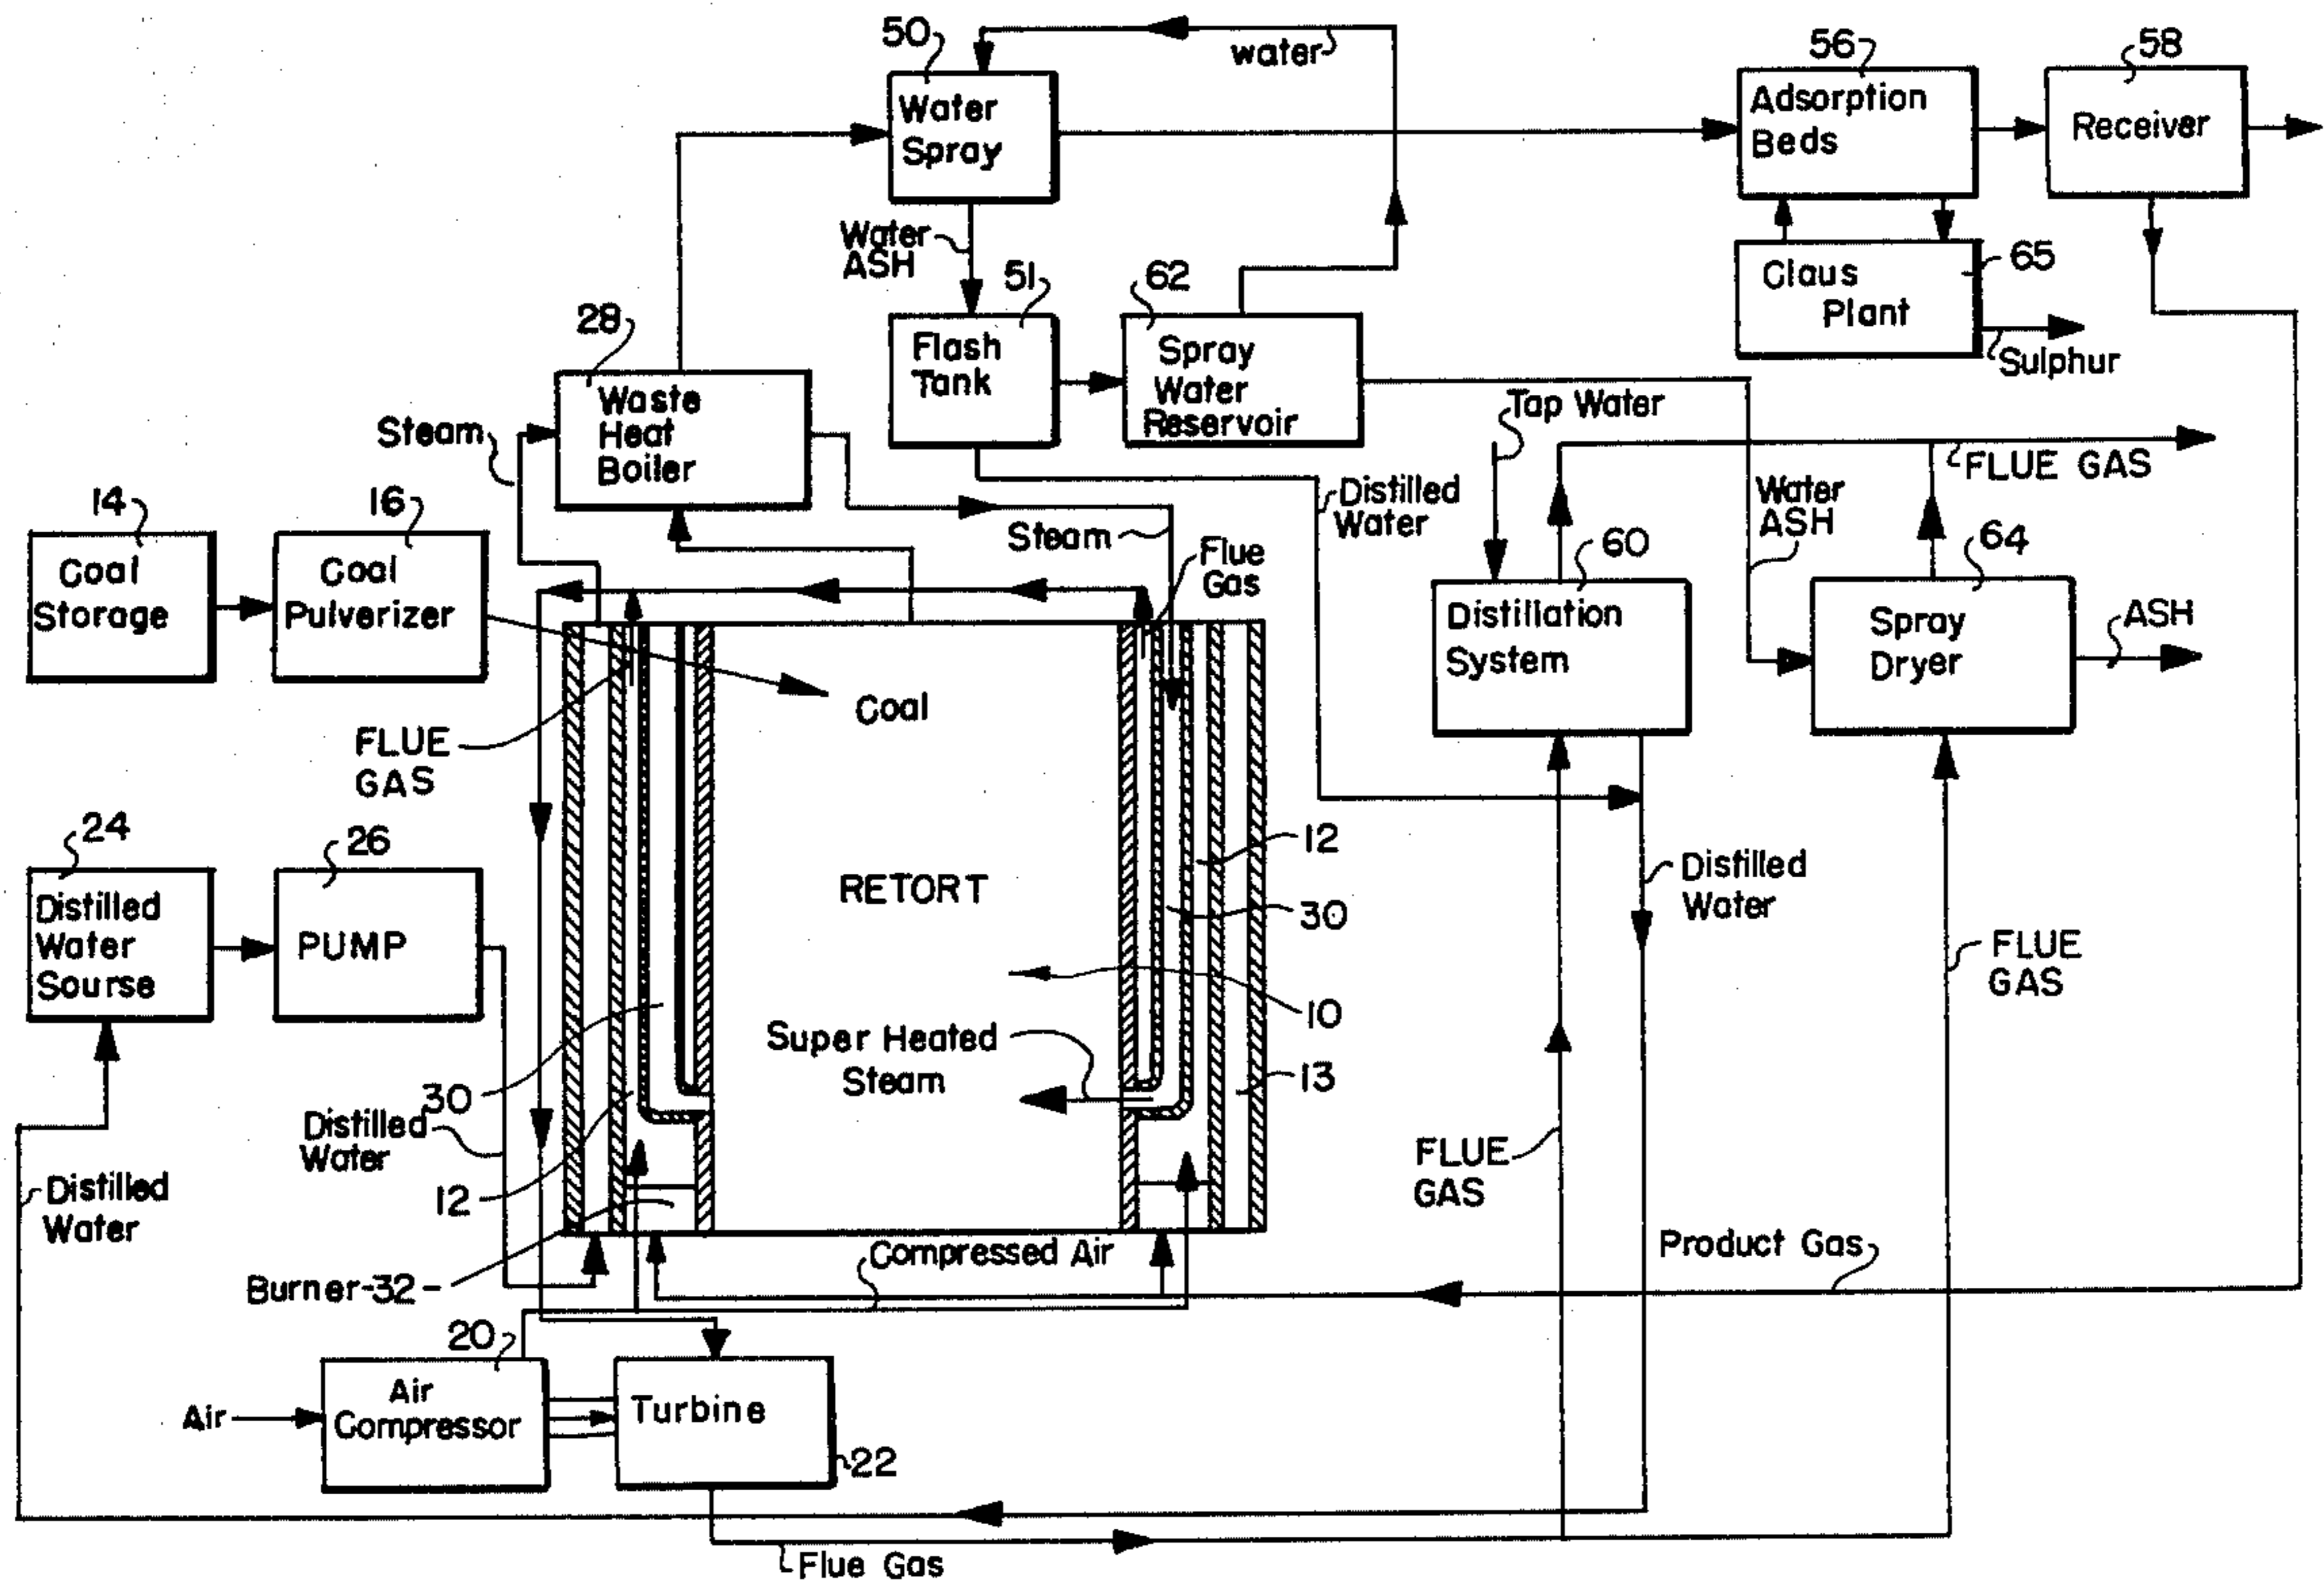 50
water
56
58
Water
Spray
Adsorption
Beds
Receiver
Water
ASH
51
62
65
Claus
Plant
28
Flash
Tank
Spray
Water
Reservoir
Sulphur
Steam
Waste
Heat
Boiler
Tap Water
FLUE GAS
14
16
Distilled
Water
Water
ASH
Steam
Flue
Gas
60
64
Coal
Storage
Coal
Pulverizer
Distillation
System
Spray
Dryer
ASH
Coal
FLUE
GAS
24
26
12
Distilled
Water
RETORT
30
Distilled
Water
Sourse
PUMP
FLUE
GAS
10
Super Heated
Steam
13
30
Distilled
Water
FLUE
GAS
12
Distilled
Water
Compressed Air
Product Gas
Burner-32-
20
Air
Air
Compressor
Turbine
22
Flue Gas